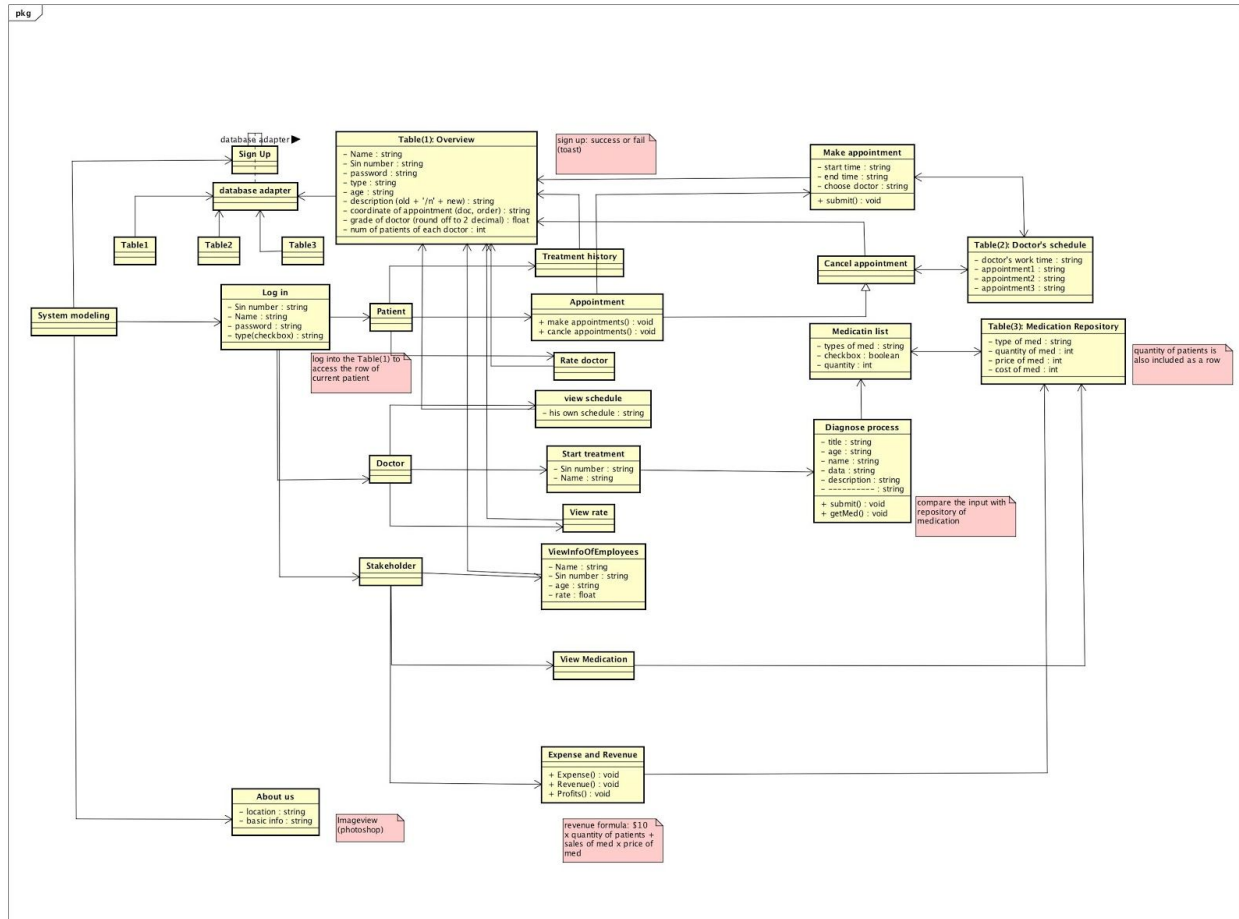 pkg
database adapter
Sign Up
database adapter
Table1
Table2
Table3
Table(1): Overview
- Name : string
- Sin number : string
- password : string
- type : string
- age : string
- description (old + '/n' + new) : string
- coordinate of appointment (doc, order) : string
- grade of doctor (round off to 2 decimal) : float
- num of patients of each doctor : int
sign up: success or fail
(toast)
Make appointment
- start time : string
- end time : string
- choose doctor : string
+ submit() : void
Treatment history
Cancel appointment
Table(2): Doctor's schedule
- doctor's work time : string
- appointment1 : string
- appointment2 : string
- appointment3 : string
System modeling
Log in
- Sin number : string
- Name : string
- password : string
- type(checkbox) : string
Patient
Appointment
+ make appointments() : void
+ cancle appointments() : void
log into the Table(1) to
access the row of
current patient
Rate doctor
Medicatin list
- types of med : string
- checkbox : boolean
- quantity : int
Table(3): Medication Repository
- type of med : string
- quantity of med : int
- price of med : int
- cost of med : int
quantity of patients is
also included as a row
view schedule
- his own schedule : string
Doctor
Start treatment
- Sin number : string
- Name : string
Diagnose process
- title : string
- age : string
- name : string
- data : string
- description : string
- ---------- : string
+ submit() : void
+ getMed() : void
compare the input with
repository of
medication
View rate
Stakeholder
ViewInfoOfEmployees
- Name : string
- Sin number : string
- age : string
- rate : float
View Medication
Expense and Revenue
+ Expense() : void
+ Revenue() : void
+ Profits() : void
About us
- location : string
- basic info : string
Imageview
(photoshop)
revenue formula: $10
x quantity of patients +
sales of med x price of
med